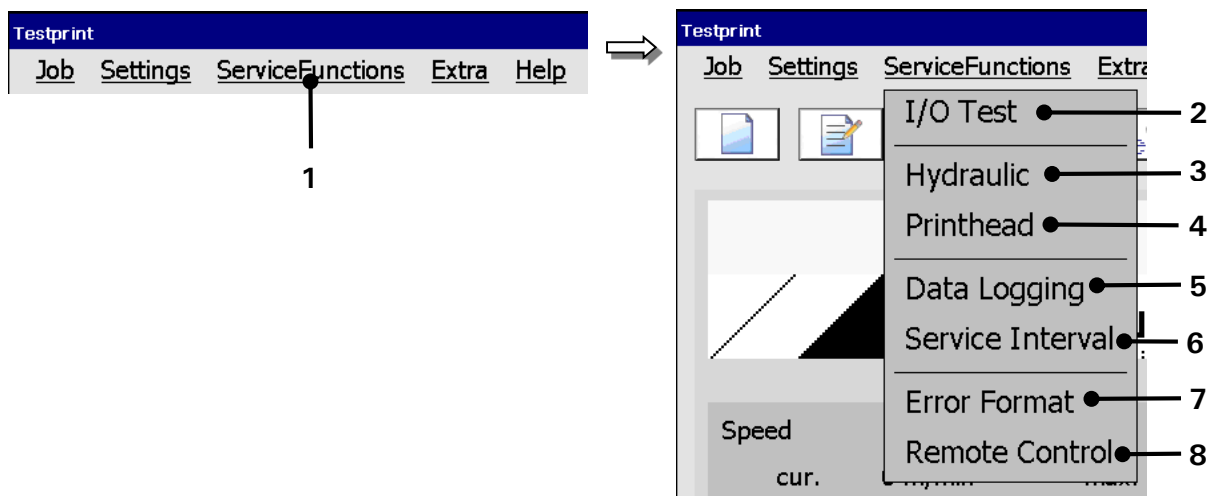 Testprint
Job Settings ServiceFunctions Extra Help
1
Testprint
Job Settings ServiceFunctions Extra
I/O Test 2
Hydraulic 3
Printhead 4
Data Logging 5
Service Interval 6
Error Format 7
Speed
Remote Control 8
cur.